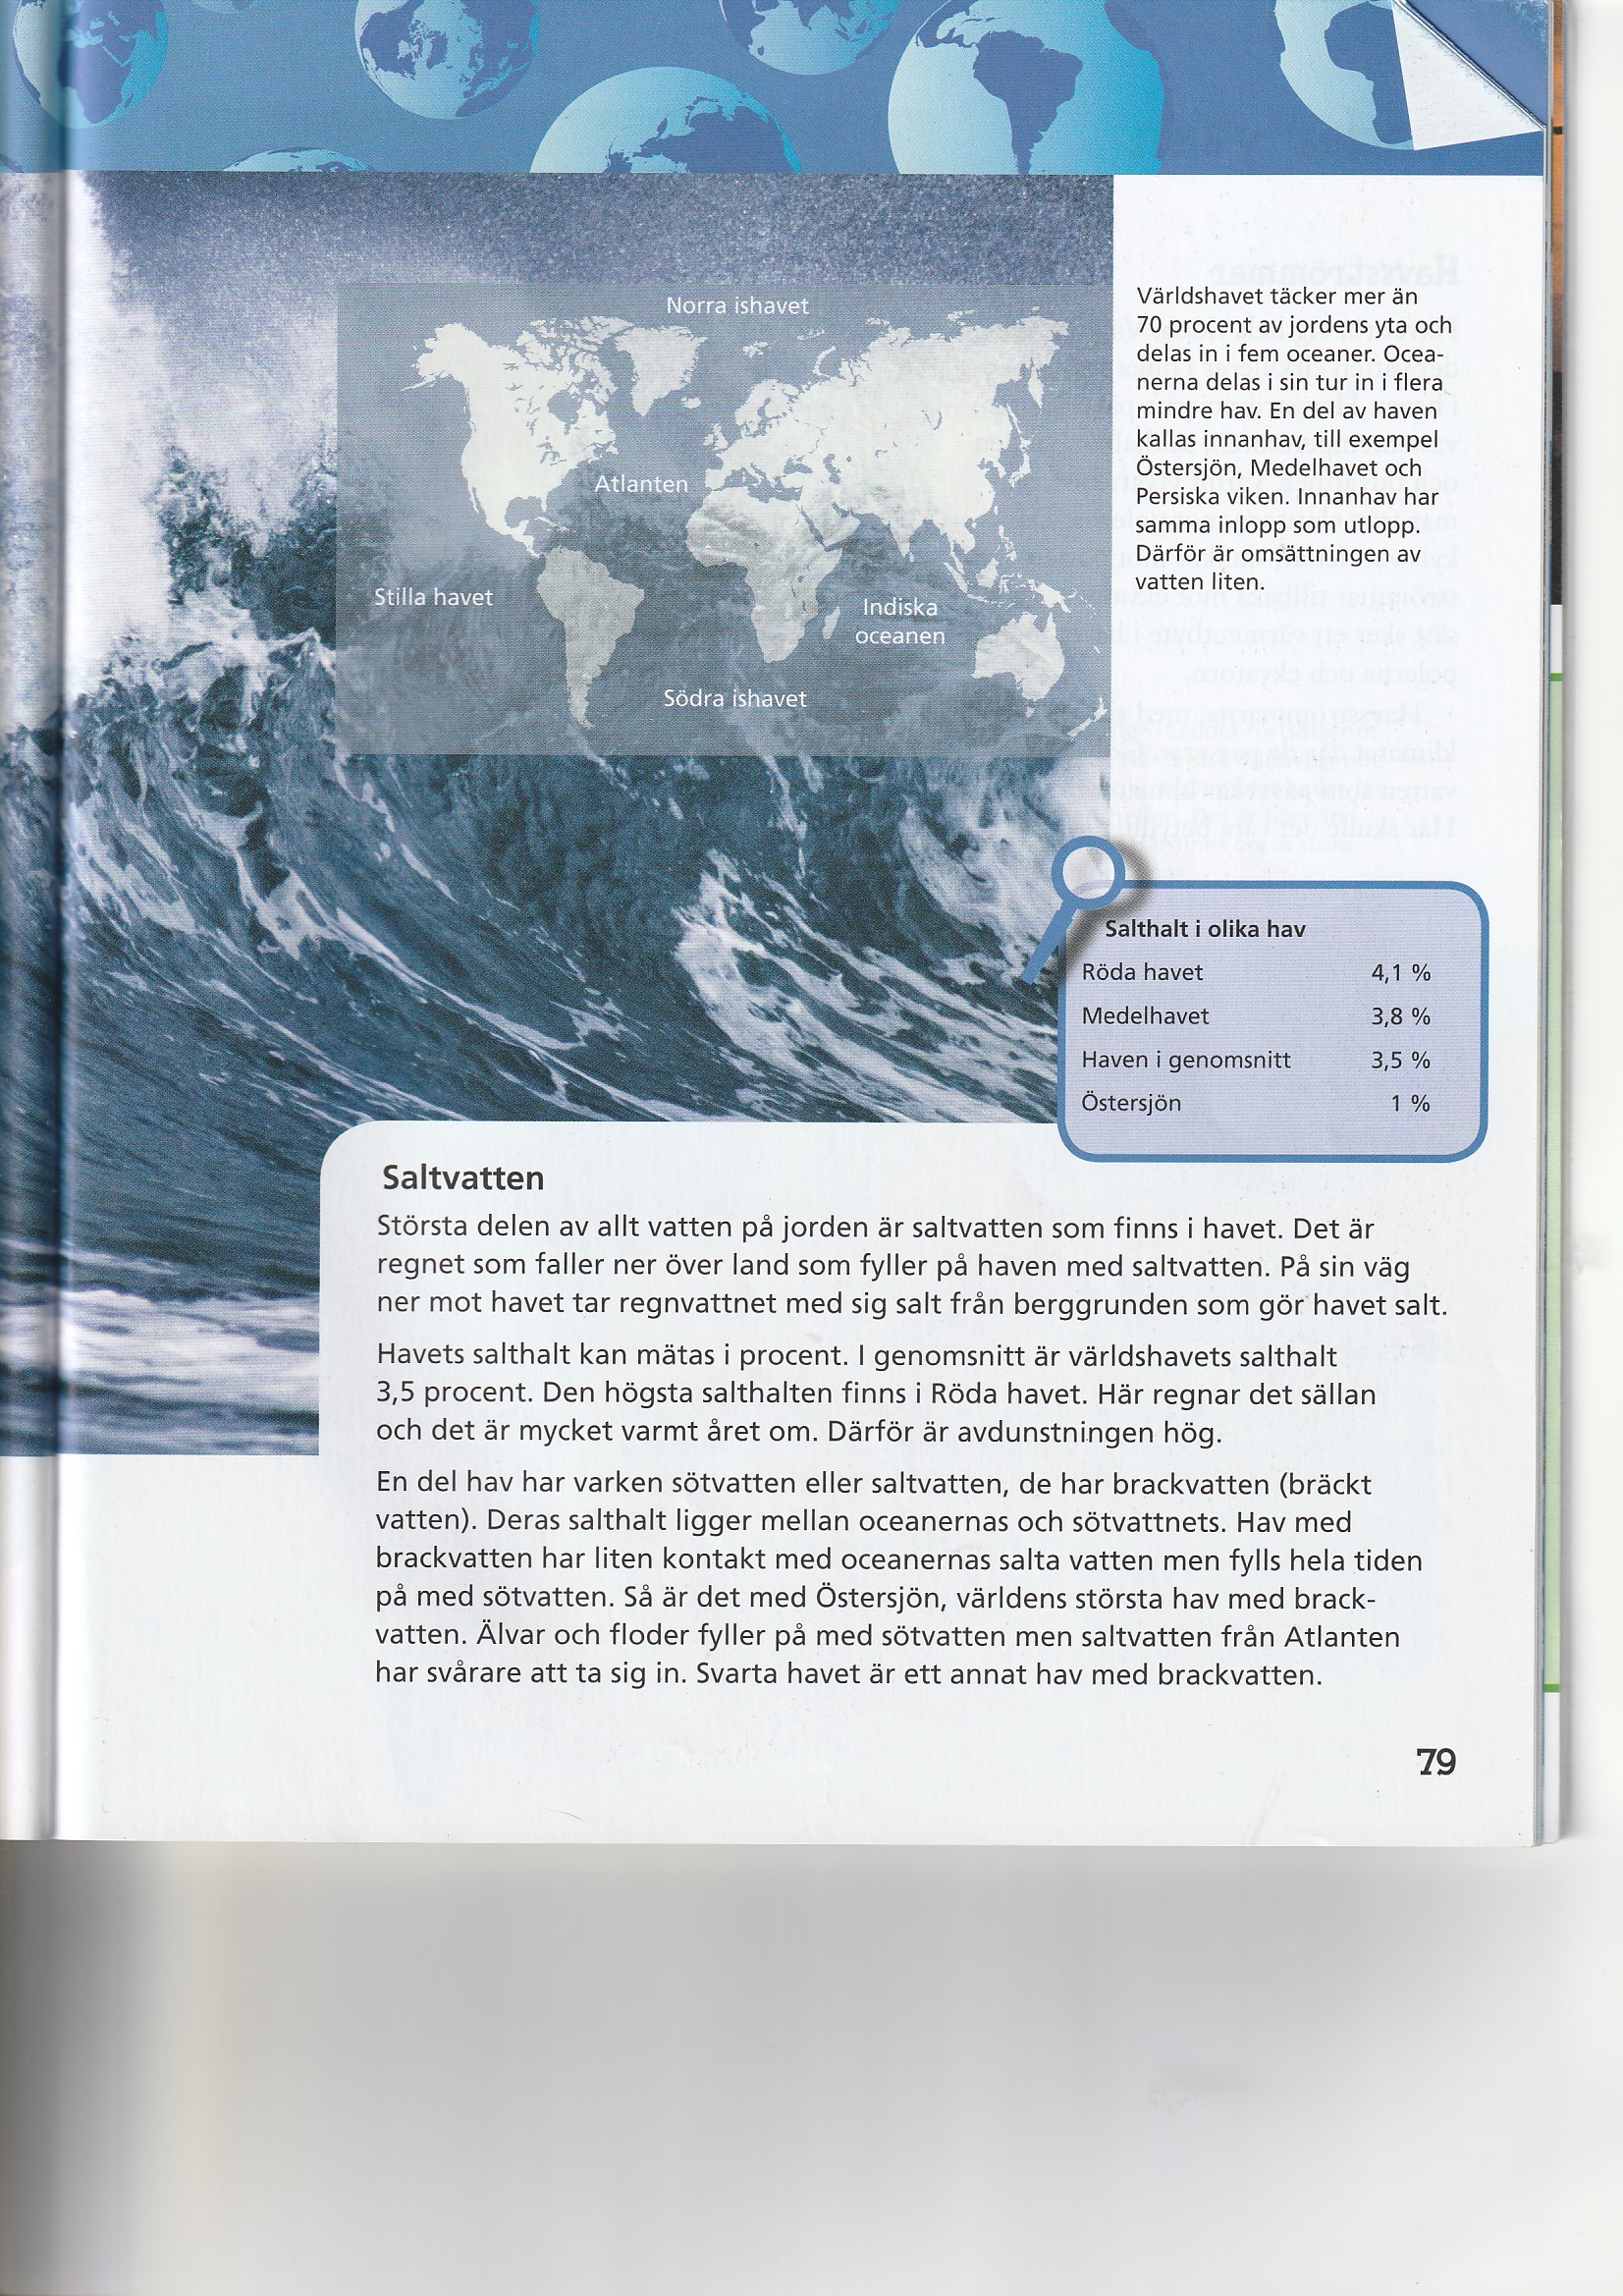 Norra ishavet
Atlanten
Stilla havet
Indiska
oceanen
Södra ishavet
Världshavet täcker mer än
70 procent av jordens yta och
delas in i fem oceaner. Ocea-
nerna delas i sin tur in i flera
mindre hav. En del av haven
kallas innanhav, till exempel
Östersjön, Medelhavet och
Persiska viken. Innanhav har
samma inlopp som utlopp.
Därför är omsättningen av
vatten liten.
Salthalt i olika hav
Röda havet 4,1 %
Medelhavet 3,8 %
Haven i genomsnitt 3,5 %
Östersjön 1 %
Saltvatten
Största delen av allt vatten på jorden är saltvatten som finns i havet. Det är
regnet som faller ner över land som fyller på haven med saltvatten. På sin väg
ner mot havet tar regnvattnet med sig salt från berggrunden som gör havet salt.
Havets salthalt kan mätas i procent. I genomsnitt är världshavets salthalt
3,5 procent. Den högsta salthalten finns i Röda havet. Här regnar det sällan
och det är mycket varmt året om. Därför är avdunstningen hög.
En del hav har varken sötvatten eller saltvatten, de har brackvatten (bräckt
vatten). Deras salthalt ligger mellan oceanernas och sötvattnets. Hav med
brackvatten har liten kontakt med oceanernas salta vatten men fylls hela tiden
på med sötvatten. Så är det med Östersjön, världens största hav med brack-
vatten. Älvar och floder fyller på med sötvatten men saltvatten från Atlanten
har svårare att ta sig in. Svarta havet är ett annat hav med brackvatten.
79